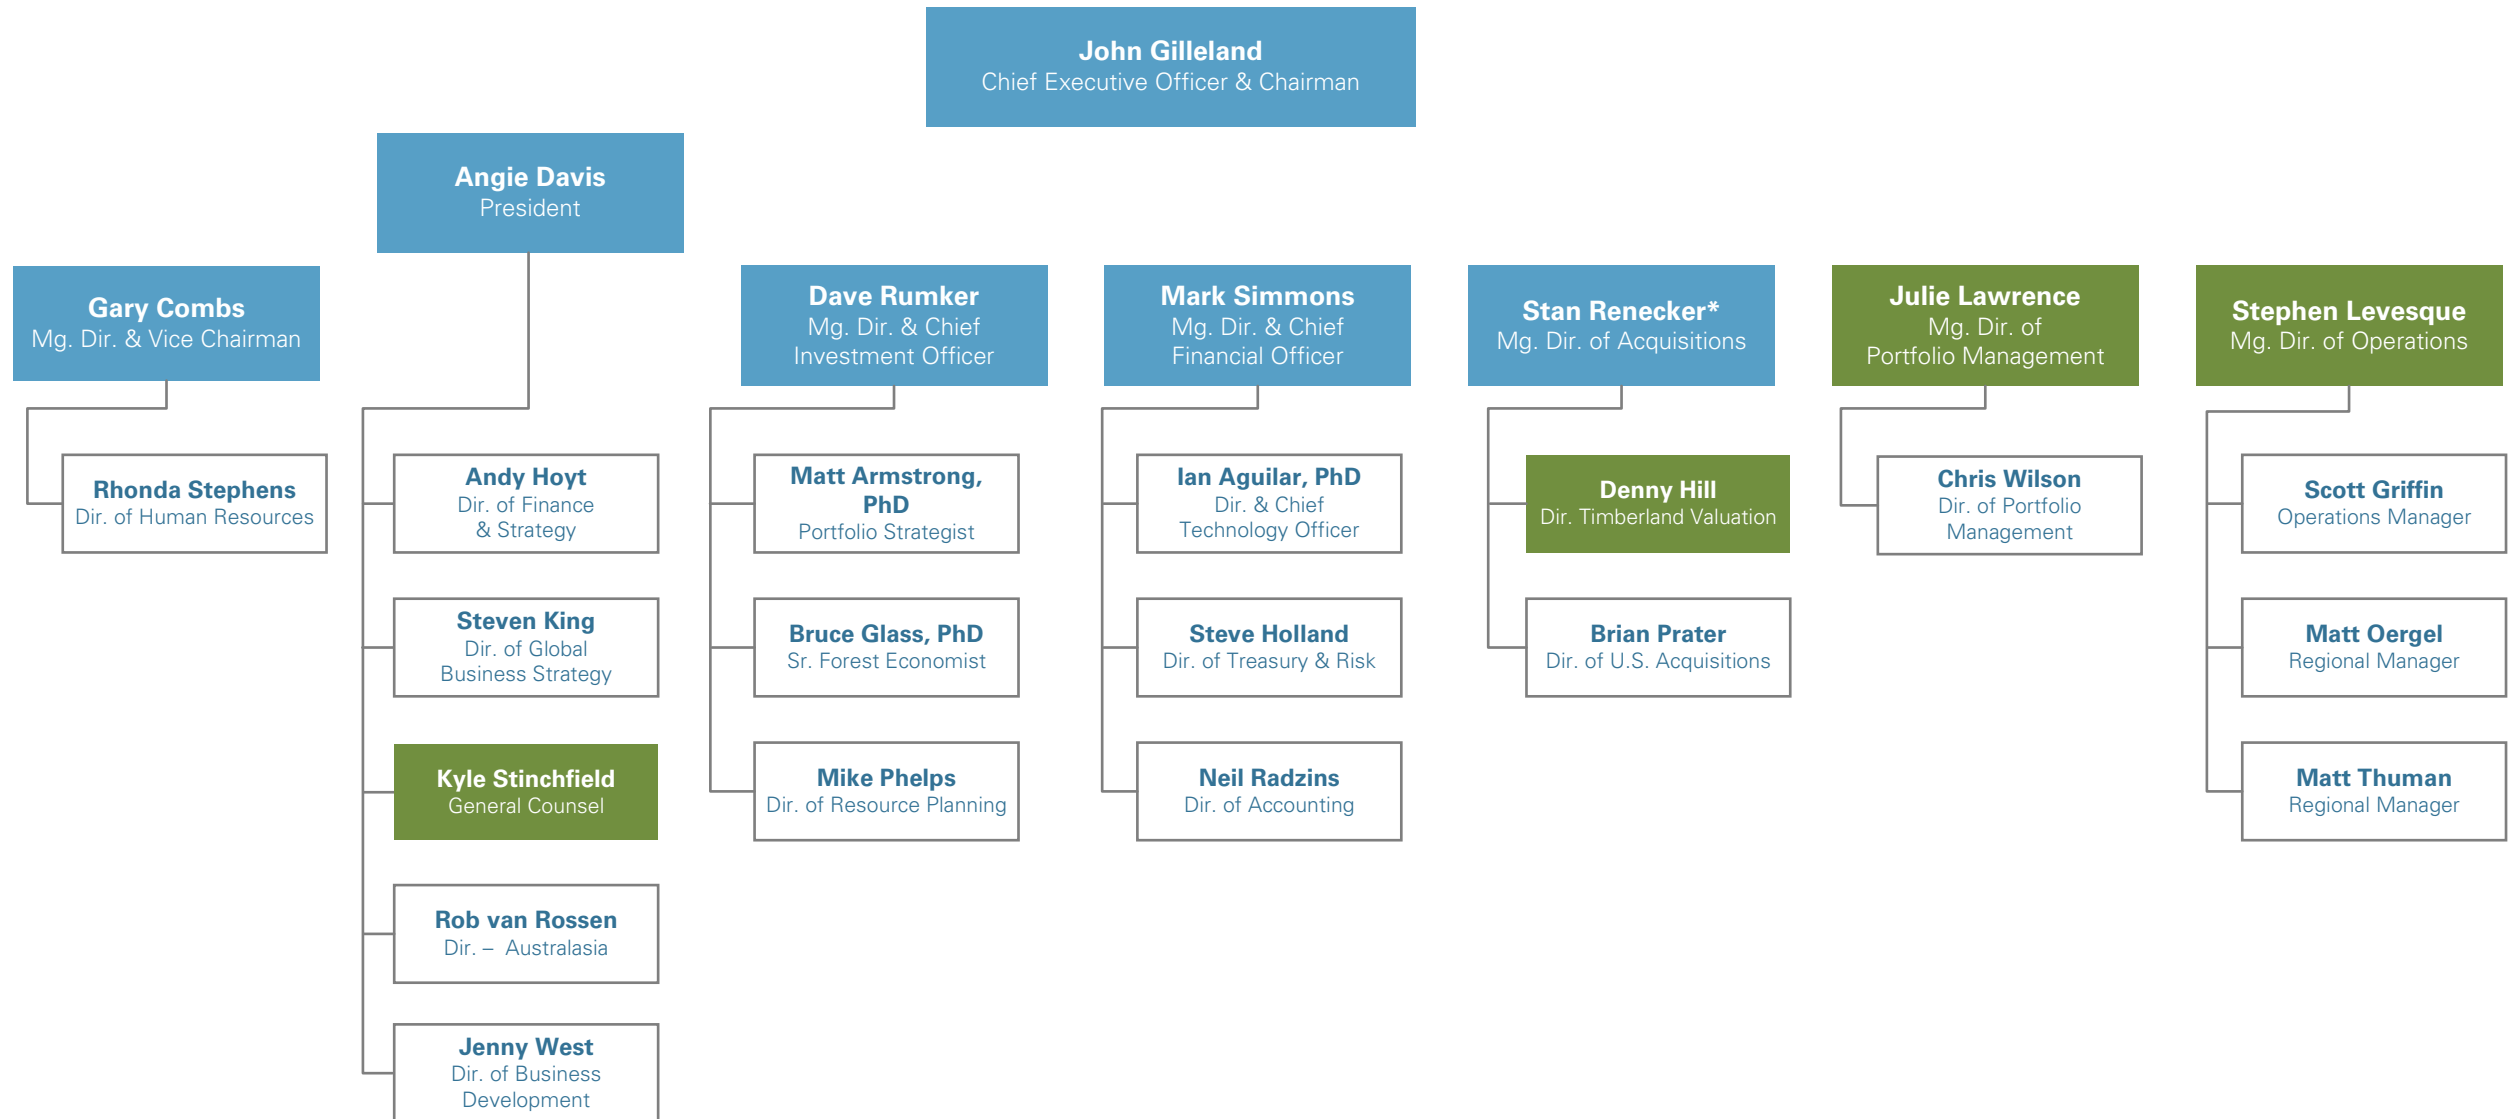 John Gilleland
Chief Executive Officer & Chairman
Angie Davis
President
Gary Combs
Mg. Dir. & Vice Chairman
Dave Rumker
Mg. Dir. & Chief
Investment Officer
Mark Simmons
Mg. Dir. & Chief
Financial Officer
Stan Renecker*
Mg. Dir. of Acquisitions
Julie Lawrence
Mg. Dir. of
Portfolio Management
Stephen Levesque
Mg. Dir. of Operations
Rhonda Stephens
Dir. of Human Resources
Andy Hoyt
Dir. of Finance
& Strategy
Steven King
Dir. of Global
Business Strategy
Kyle Stinchfield
General Counsel
Rob van Rossen
Dir. – Australasia
Jenny West
Dir. of Business
Development
Matt Armstrong,
PhD
Portfolio Strategist
Bruce Glass, PhD
Sr. Forest Economist
Mike Phelps
Dir. of Resource Planning
Ian Aguilar, PhD
Dir. & Chief
Technology Officer
Steve Holland
Dir. of Treasury & Risk
Neil Radzins
Dir. of Accounting
Denny Hill
Dir. Timberland Valuation
Brian Prater
Dir. of U.S. Acquisitions
Chris Wilson
Dir. of Portfolio
Management
Scott Griffin
Operations Manager
Matt Oergel
Regional Manager
Matt Thuman
Regional Manager